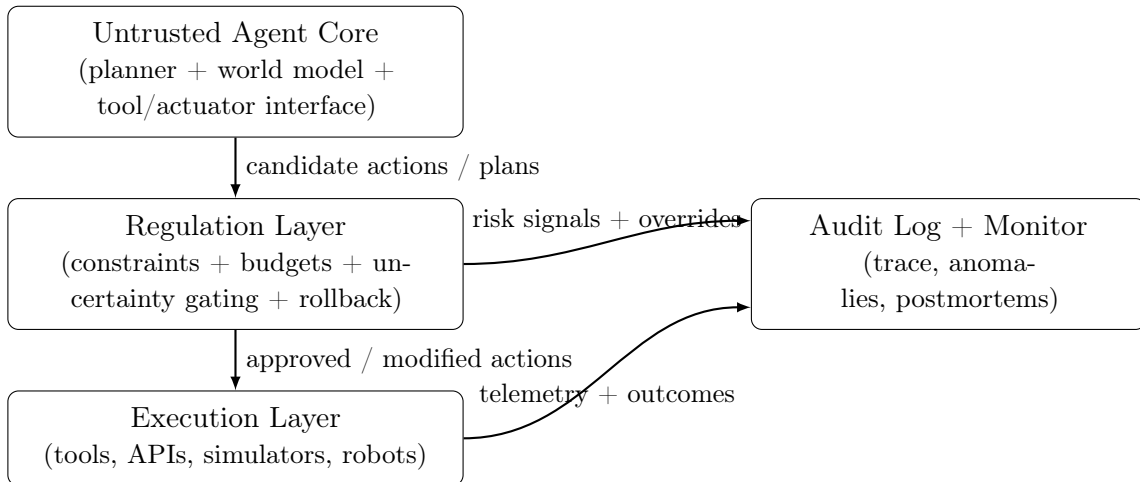 Untrusted Agent Core
(planner + world model +
tool/actuator interface)
candidate actions / plans
Regulation Layer
(constraints + budgets + un-
certainty gating + rollback)
risk signals + overrides
Audit Log + Monitor
(trace, anoma-
lies, postmortems)
approved / modified actions
telemetry + outcomes
Execution Layer
(tools, APIs, simulators, robots)